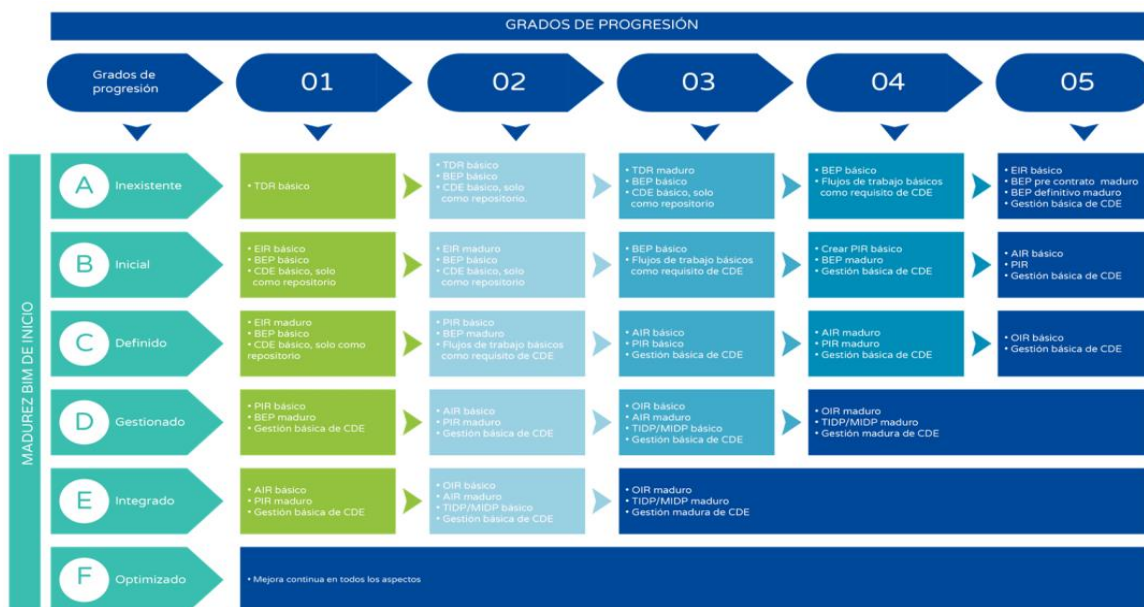 GRADOS DE PROGRESIÓN
Grados de
progresión
01
02
03
04
05
MADUREZ BIM DE INICIO
A
Inexistente
• TDR básico
• TDR básico
• BEP básico
• CDE básico, solo
como repositorio.
• TDR maduro
• BEP básico
• CDE básico, solo
como repositorio
• BEP básico
• Flujos de trabajo básicos
como requisito de CDE
• EIR básico
• BEP pre contrato maduro
• BEP definitivo maduro
• Gestión básica de CDE
B
Inicial
• EIR básico
• BEP básico
• CDE básico, solo
como repositorio
• EIR maduro
• BEP básico
• CDE básico, solo
como repositorio
• BEP básico
• Flujos de trabajo básicos
como requisito de CDE
• Crear PIR básico
• BEP maduro
• Gestión básica de CDE
• AIR básico
• PIR
• Gestión básica de CDE
C
Definido
• EIR maduro
• BEP básico
• CDE básico, solo como
repositorio
• PIR básico
• BEP maduro
• Flujos de trabajo básicos
como requisito de CDE
• AIR básico
• PIR básico
• Gestión básica de CDE
• AIR maduro
• PIR maduro
• Gestión básica de CDE
• OIR básico
• Gestión básica de CDE
D
Gestionado
• PIR básico
• BEP maduro
• Gestión básica de CDE
• AIR básico
• PIR maduro
• Gestión básica de CDE
• OIR básico
• AIR maduro
• TIDP/MIDP básico
• Gestión básica de CDE
• OIR maduro
• TIDP/MIDP maduro
• Gestión madura de CDE
E
Integrado
• AIR básico
• PIR maduro
• Gestión básica de CDE
• OIR básico
• AIR maduro
• TIDP/MIDP básico
• Gestión básica de CDE
• OIR maduro
• TIDP/MIDP maduro
• Gestión madura de CDE
F
Optimizado
• Mejora continua en todos los aspectos